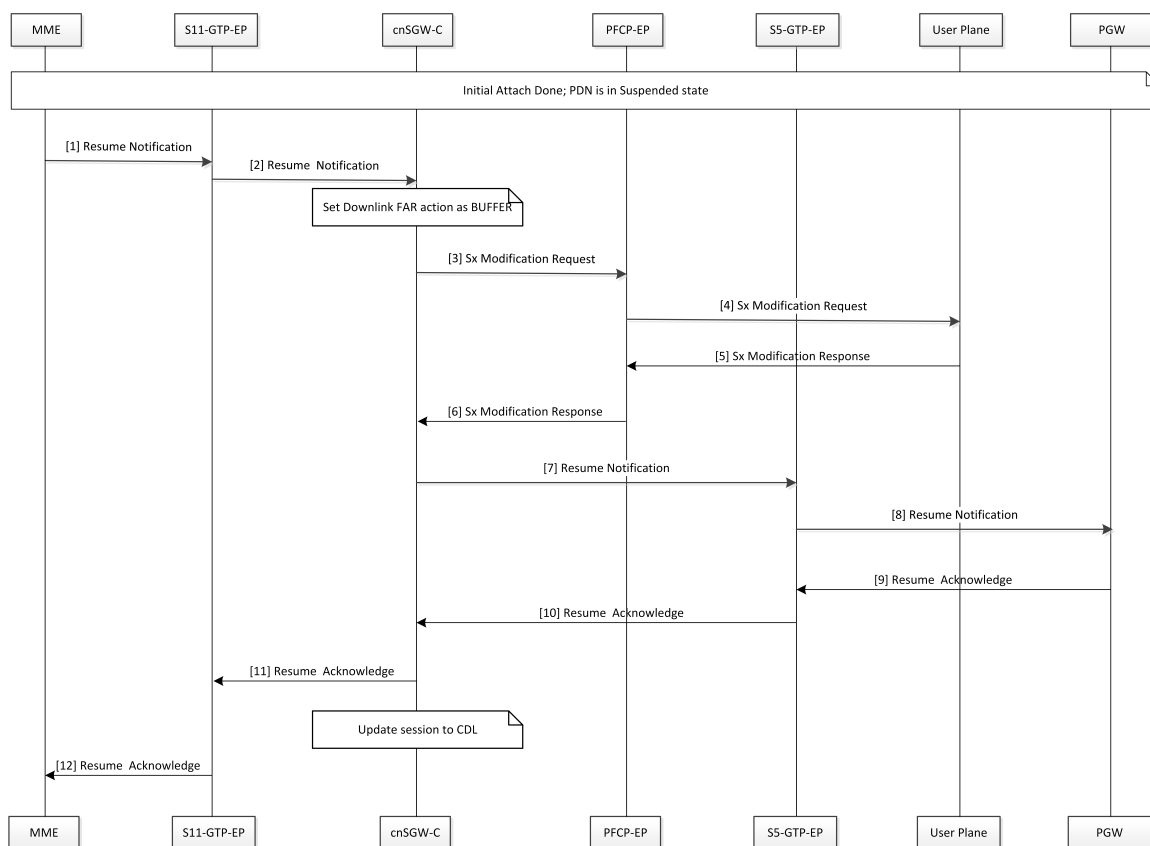 MME
S11-GTP-EP
cnSGW-C
PFCP-EP
S5-GTP-EP
User Plane
PGW
Initial Attach Done; PDN is in Suspended state
[1] Resume Notification
[2] Resume  Notification
Set Downlink FAR action as BUFFER
[3] Sx Modification Request
[4] Sx Modification Request
[5] Sx Modification Response
[6] Sx Modification Response
[7] Resume Notification
[8] Resume Notification
[9] Resume  Acknowledge
[10] Resume  Acknowledge
[11] Resume  Acknowledge
Update session to CDL
[12] Resume  Acknowledge
MME
S11-GTP-EP
cnSGW-C
PFCP-EP
S5-GTP-EP
User Plane
PGW